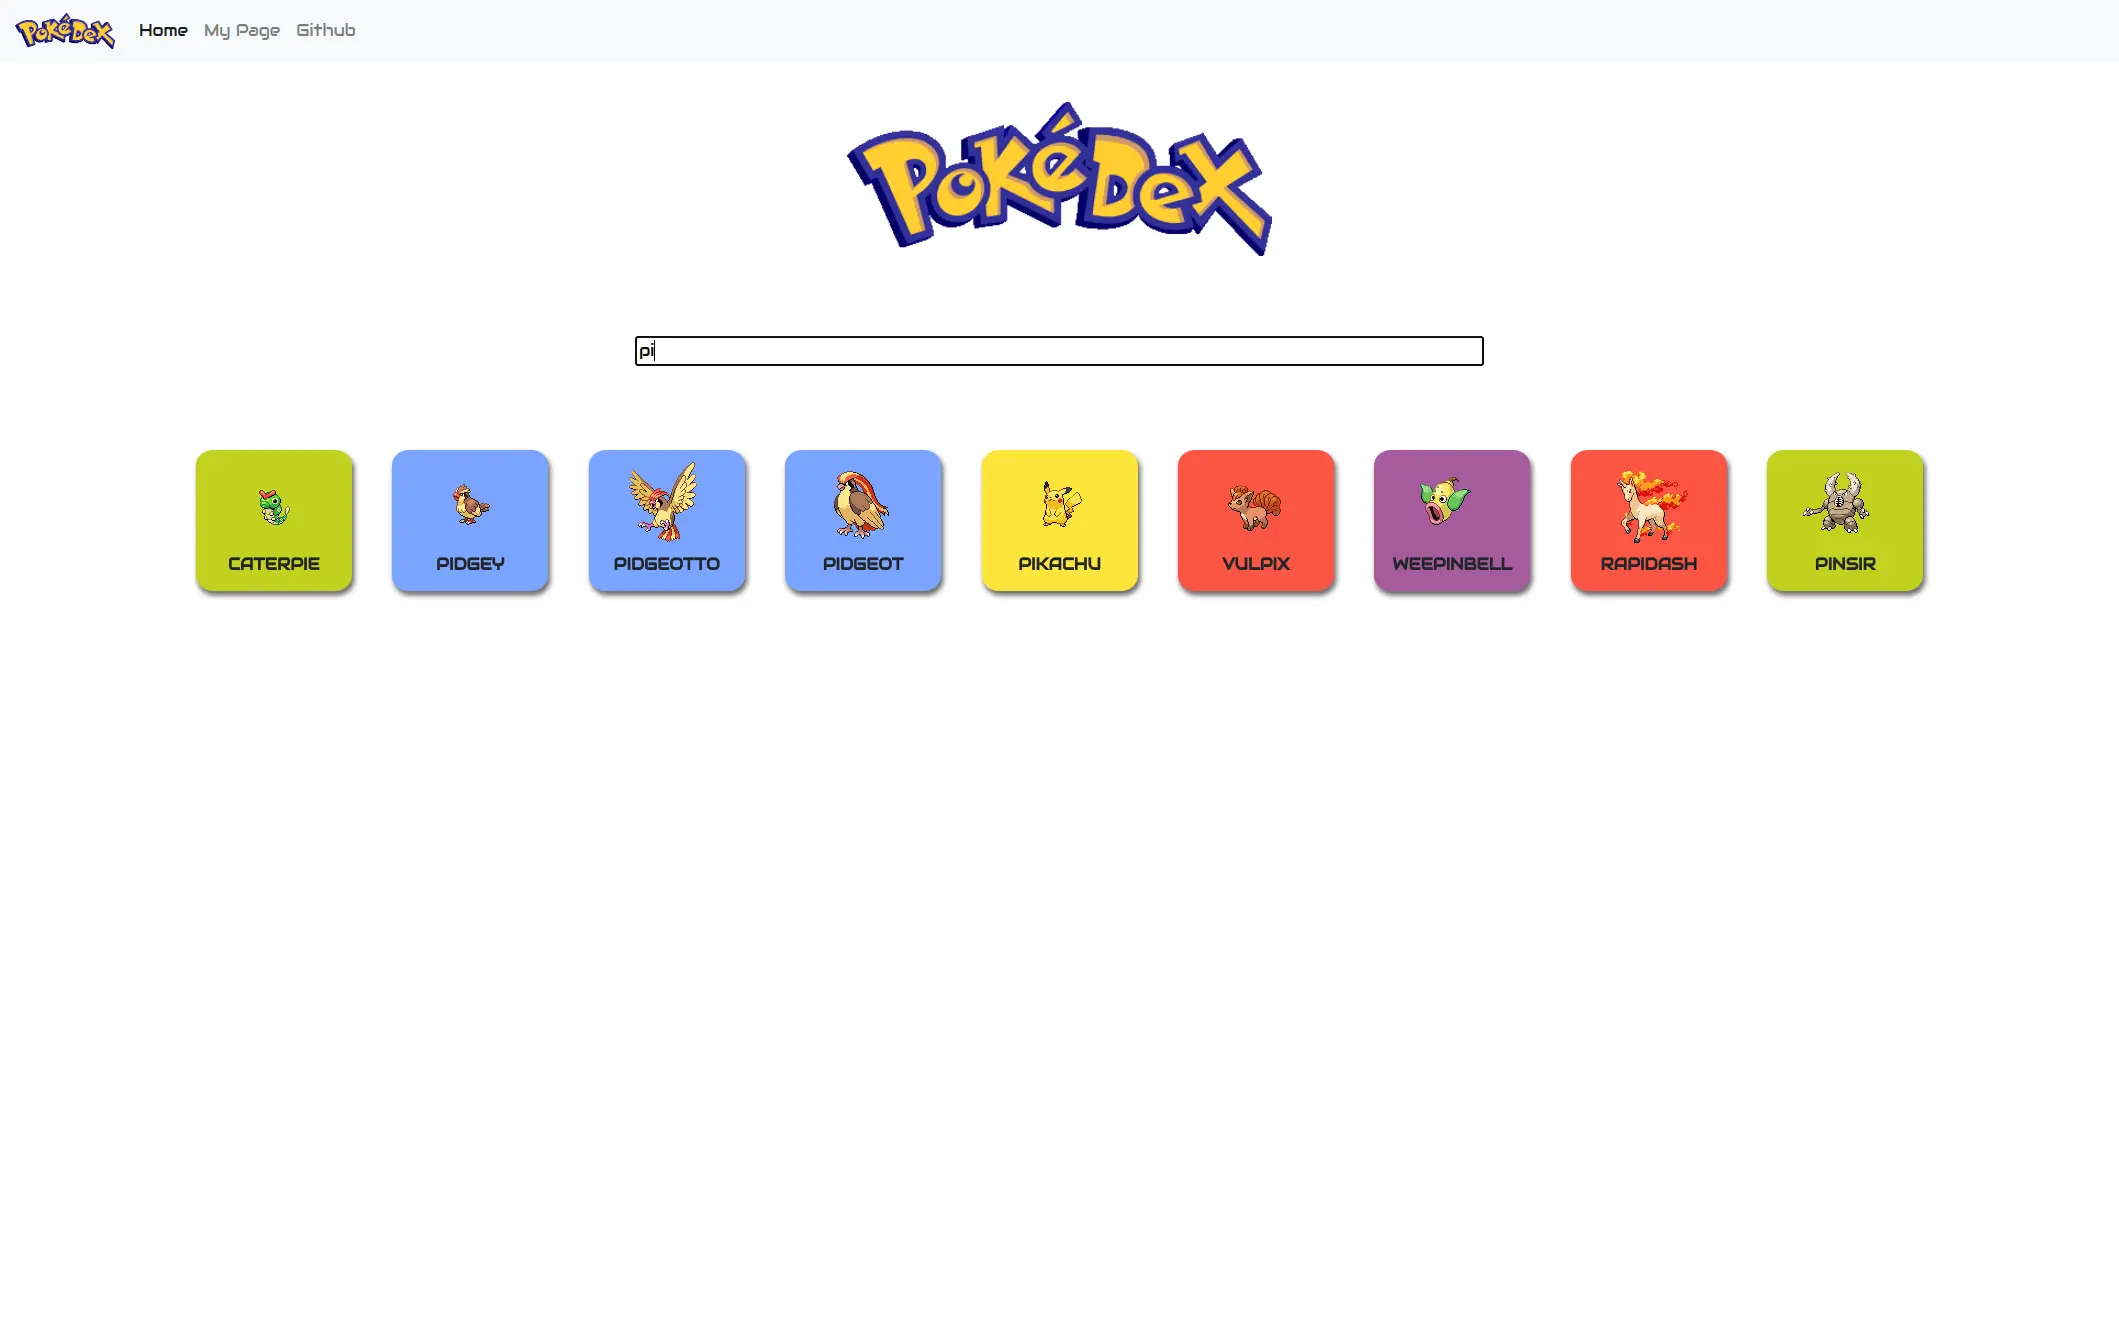 PokéDex Home My Page Github
PokéDex
pi
CATERPIE PIDGEY PIDGEOTTO PIDGEOT PIKACHU VULPIX WEEPINBELL RAPIDASH PINSIR